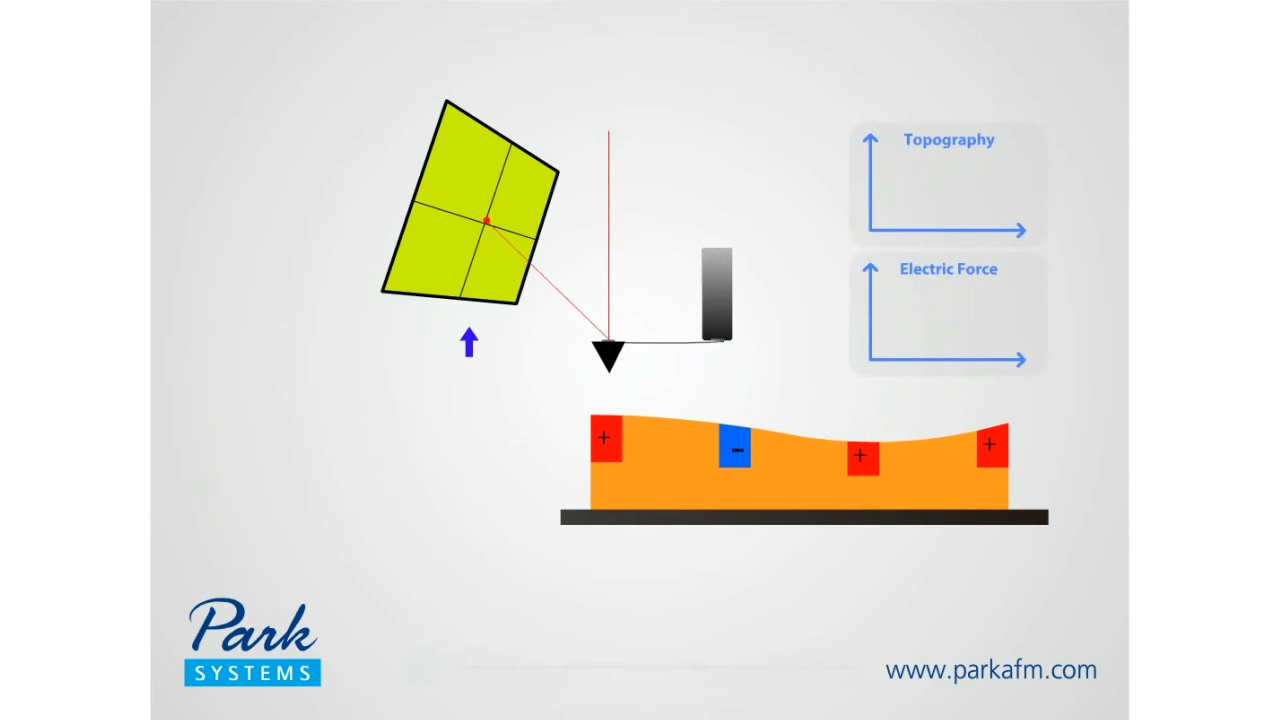 Topography
Electric Force
+
-
+
+
Park
SYSTEMS
www.parkafm.com